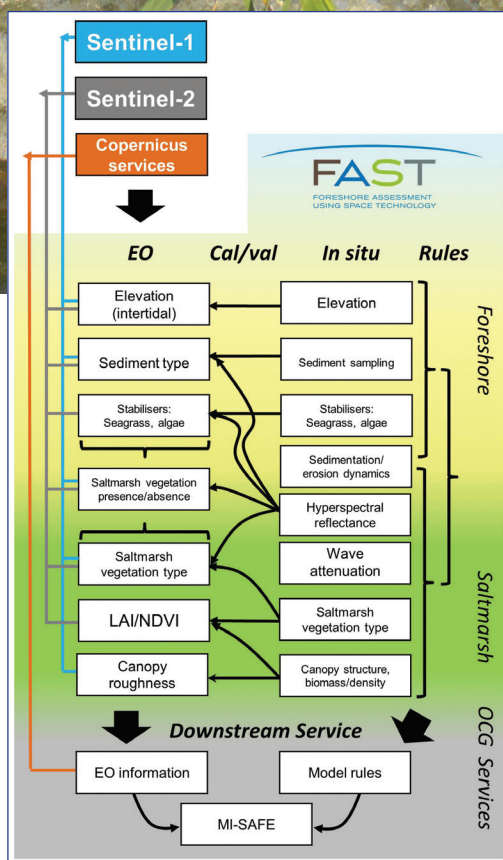 Sentinel-1
Sentinel-2
Copernicus
services
FAST
FORESHORE ASSESSMENT
USING SPACE TECHNOLOGY
EO
Cal/val
In situ
Rules
Elevation
(intertidal)
Elevation
Sediment type
Sediment sampling
Stabilisers:
Seagrass, algae
Stabilisers:
Seagrass, algae
Sedimentation/
erosion dynamics
Saltmarsh vegetation
presence/absence
Hyperspectral
reflectance
Saltmarsh
vegetation type
Wave
attenuation
LAI/NDVI
Saltmarsh
vegetation type
Canopy
roughness
Canopy structure,
biomass/density
Foreshore
Saltmarsh
OCG Services
Downstream Service
EO information
Model rules
MI-SAFE